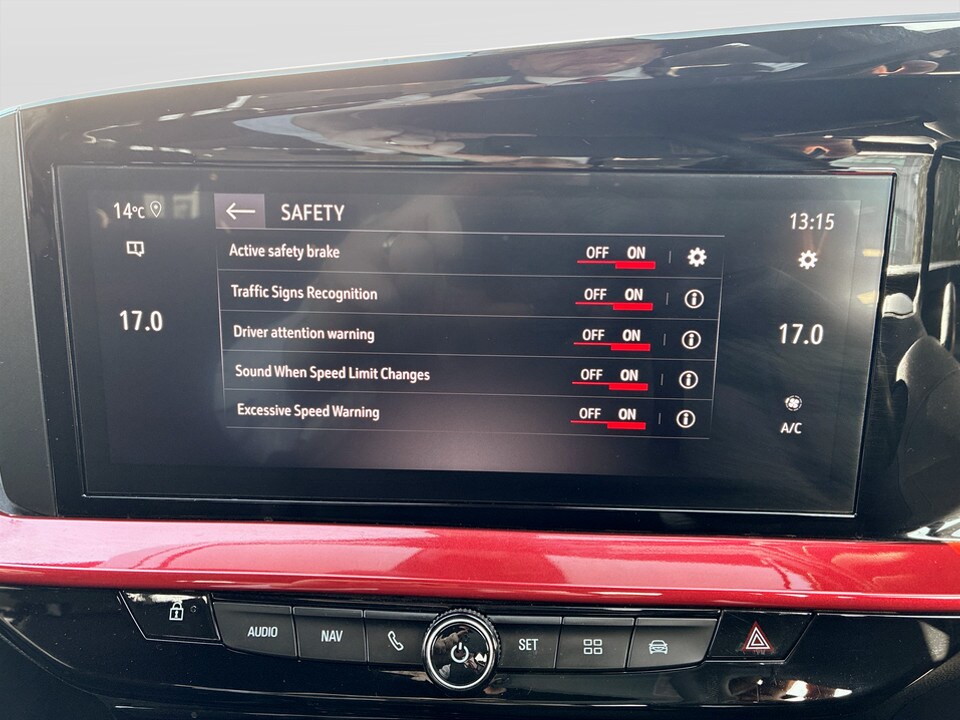 14°C
SAFETY
13:15
Active safety brake OFF ON
Traffic Signs Recognition OFF ON
17.0
Driver attention warning OFF ON
17.0
Sound When Speed Limit Changes OFF ON
Excessive Speed Warning OFF ON
A/C
AUDIO NAV SET